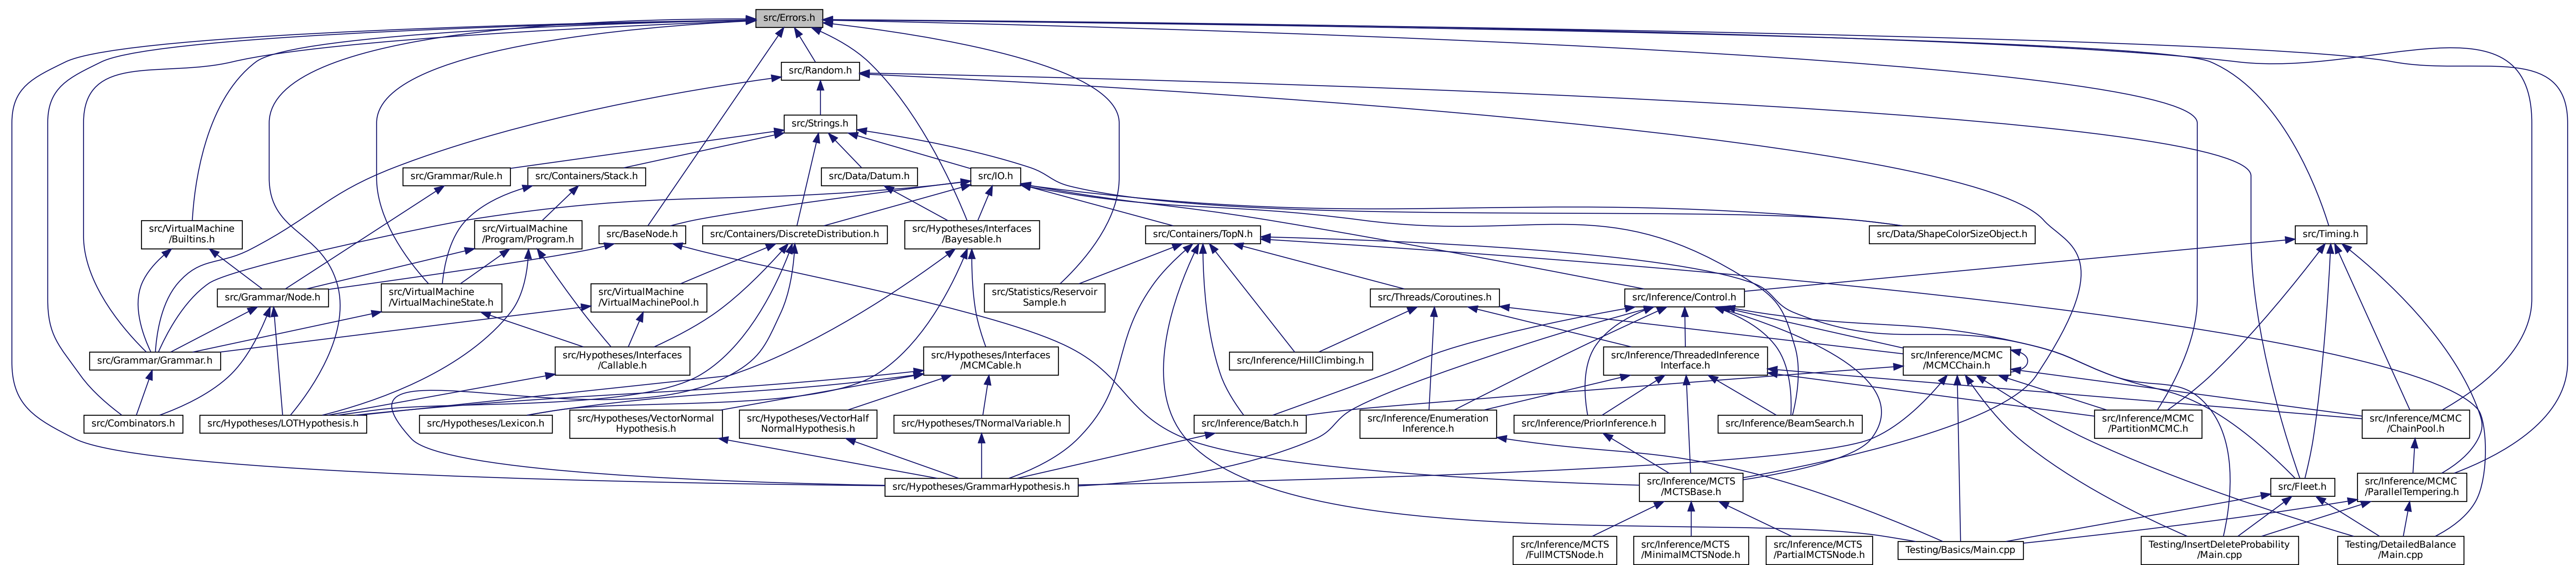 src/Errors.h
src/Random.h
src/Strings.h
src/Grammar/Rule.h
src/Containers/Stack.h
src/Data/Datum.h
src/IO.h
src/VirtualMachine
/Builtins.h
src/VirtualMachine
/Program/Program.h
src/BaseNode.h
src/Containers/DiscreteDistribution.h
src/Hypotheses/Interfaces
/Bayesable.h
src/Containers/TopN.h
src/Data/ShapeColorSizeObject.h
src/Timing.h
src/Grammar/Node.h
src/VirtualMachine
/VirtualMachineState.h
src/VirtualMachine
/VirtualMachinePool.h
src/Statistics/Reservoir
Sample.h
src/Threads/Coroutines.h
src/Inference/Control.h
src/Grammar/Grammar.h
src/Hypotheses/Interfaces
/Callable.h
src/Hypotheses/Interfaces
/MCMCable.h
src/Inference/HillClimbing.h
src/Inference/ThreadedInference
Interface.h
src/Inference/MCMC
/MCMCChain.h
src/Combinators.h
src/Hypotheses/LOTHypothesis.h
src/Hypotheses/Lexicon.h
src/Hypotheses/VectorNormal
Hypothesis.h
src/Hypotheses/VectorHalf
NormalHypothesis.h
src/Hypotheses/TNormalVariable.h
src/Inference/Batch.h
src/Inference/Enumeration
Inference.h
src/Inference/PriorInference.h
src/Inference/BeamSearch.h
src/Inference/MCMC
/PartitionMCMC.h
src/Inference/MCMC
/ChainPool.h
src/Hypotheses/GrammarHypothesis.h
src/Inference/MCTS
/MCTSBase.h
src/Fleet.h
src/Inference/MCMC
/ParallelTempering.h
src/Inference/MCTS
/FullMCTSNode.h
src/Inference/MCTS
/MinimalMCTSNode.h
src/Inference/MCTS
/PartialMCTSNode.h
Testing/Basics/Main.cpp
Testing/InsertDeleteProbability
/Main.cpp
Testing/DetailedBalance
/Main.cpp